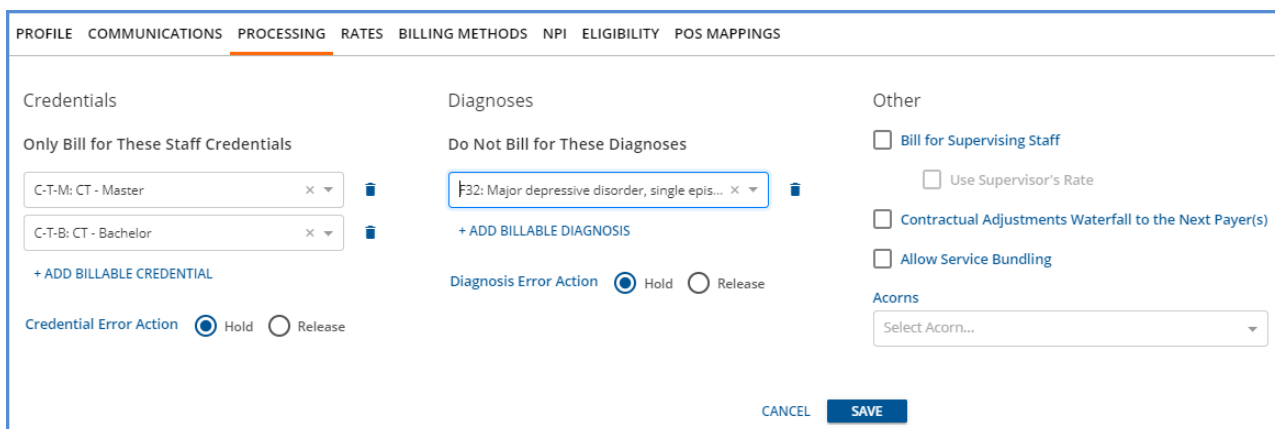 PROFILE COMMUNICATIONS PROCESSING RATES BILLING METHODS NPI ELIGIBILITY POS MAPPINGS
Credentials
Only Bill for These Staff Credentials
C-T-M: CT - Master
C-T-B: CT - Bachelor
+ ADD BILLABLE CREDENTIAL
Credential Error Action Hold Release
Diagnoses
Do Not Bill for These Diagnoses
F32: Major depressive disorder, single epis...
+ ADD BILLABLE DIAGNOSIS
Diagnosis Error Action Hold Release
Other
Bill for Supervising Staff
Use Supervisor's Rate
Contractual Adjustments Waterfall to the Next Payer(s)
Allow Service Bundling
Acorns
Select Acorn...
CANCEL SAVE